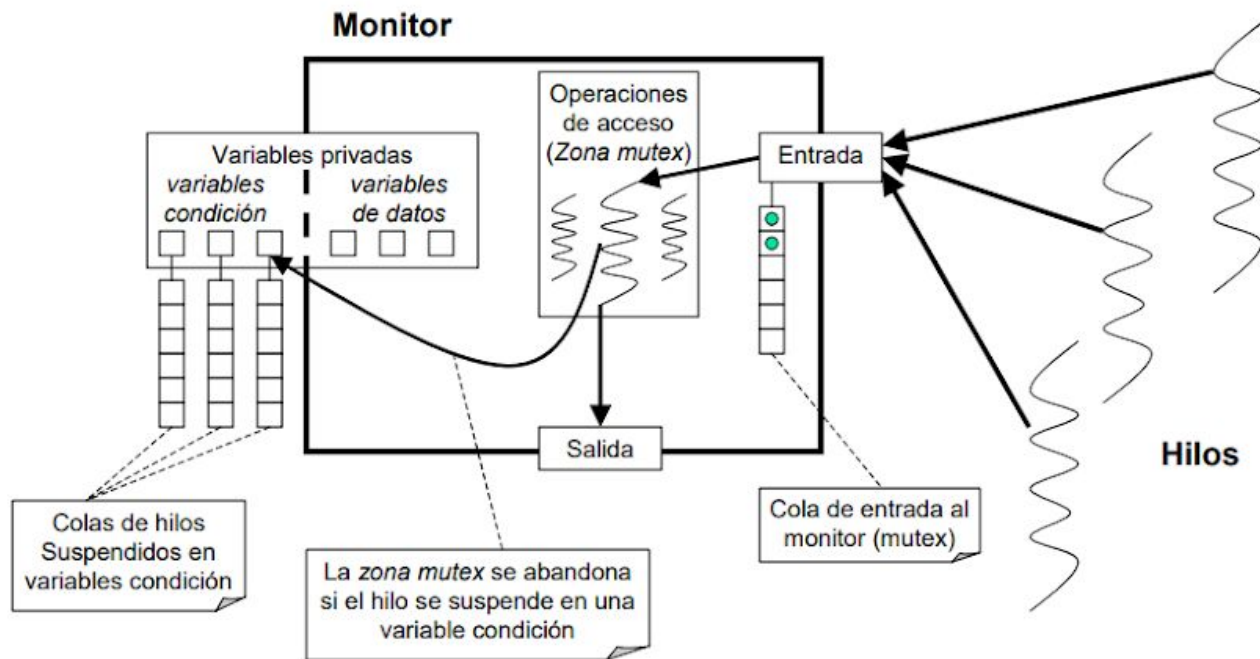 Monitor
Operaciones
de acceso
(Zona mutex)
Entrada
Variables privadas
variables
condición
variables
de datos
Salida
Hilos
Colas de hilos
Suspendidos en
variables condición
La zona mutex se abandona
si el hilo se suspende en una
variable condición
Cola de entrada al
monitor (mutex)